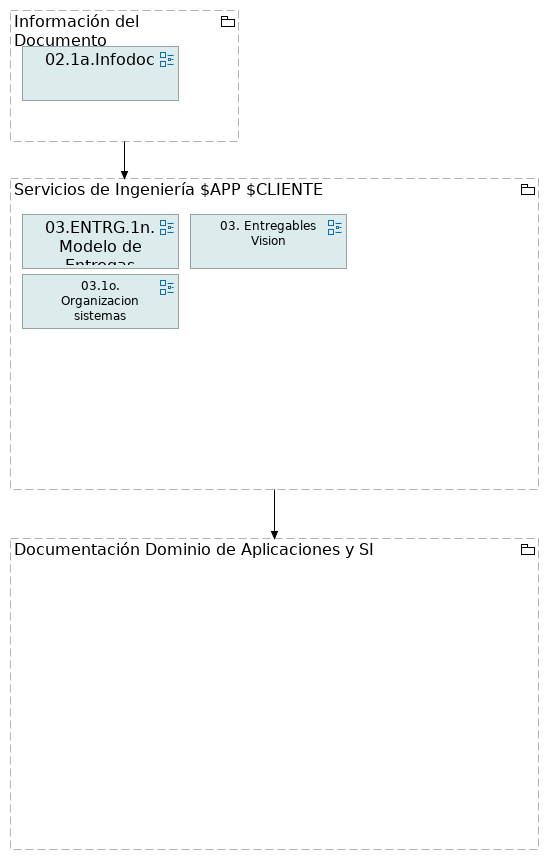 Información del
Documento
02.1a.Infodoc
Servicios de Ingeniería $APP $CLIENTE
03.ENTRG.1n.
Modelo de
Entregas
03. Entregables
Vision
03.1o.
Organizacion
sistemas
Documentación Dominio de Aplicaciones y SI